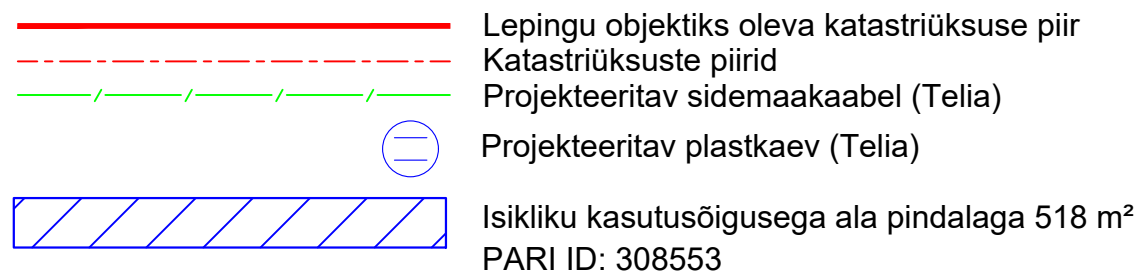 Lepingu objektiks oleva katastriüksuse piir
Katastriüksuste piirid
Projekteeritav sidemaakaabel (Telia)
Projekteeritav plastkaev (Telia)
Isikliku kasutusõigusega ala pindalaga 518 m²
PARI ID: 308553